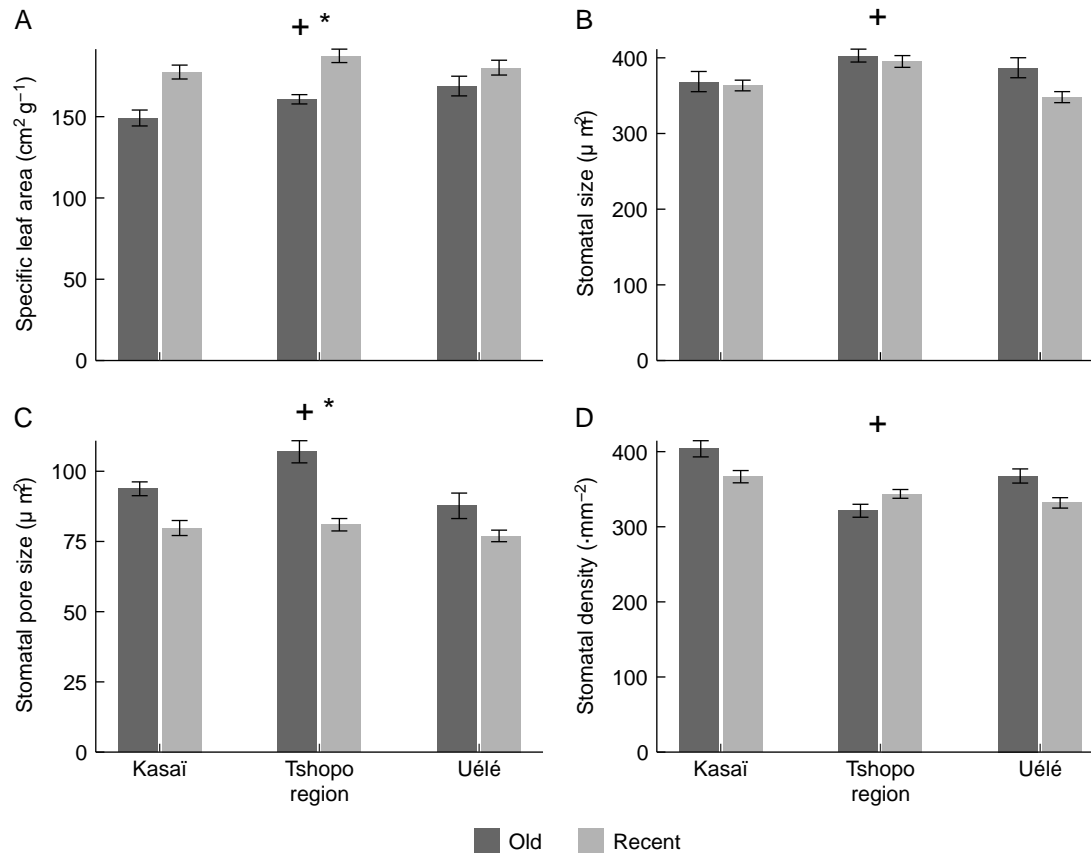 A
+ *
Specific leaf area (cm² g⁻¹)
150
100
50
0
B
+
Stomatal size (µ m²)
400
300
400
200
100
0
C
+ *
Stomatal pore size (µ m²)
100
75
50
25
0
Kasaï
Tshopo
region
Uélé
D
+
Stomatal density (·mm⁻²)
400
300
400
200
100
0
Kasaï
Tshopo
region
Uélé
Old
Recent